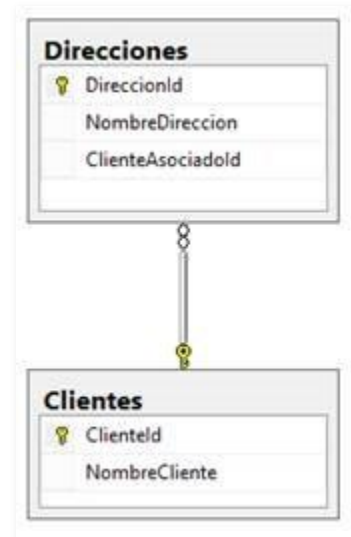 Direcciones
DireccionId
NombreDireccion
ClienteAsociadoId
Clientes
ClienteId
NombreCliente